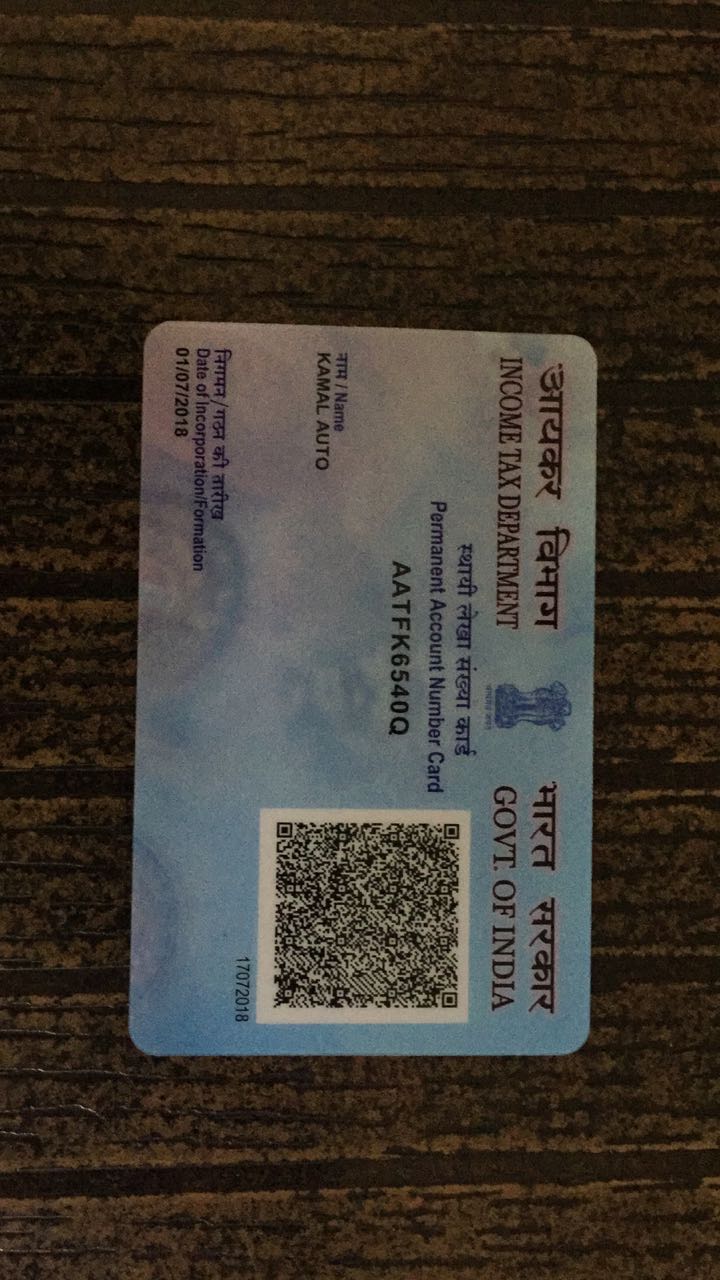 आयकर विभाग
INCOME TAX DEPARTMENT
भारत सरकार
GOVT. OF INDIA
सत्यमेव जयते
स्थायी लेखा संख्या कार्ड
Permanent Account Number Card
AATFK6540Q
नाम / Name
KAMAL AUTO
17072018
निगमन/गठन की तारीख
Date of Incorporation/Formation
01/07/2018